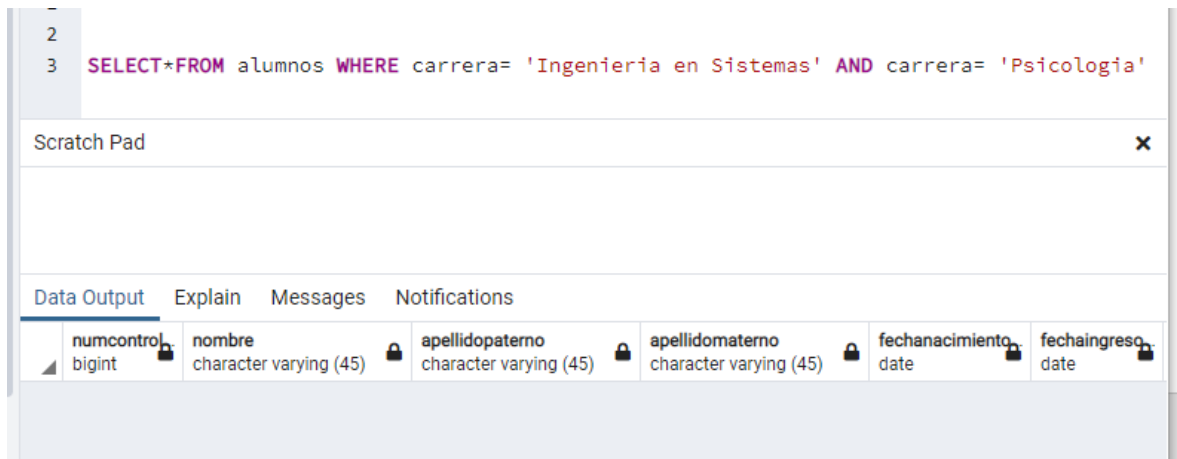 2
3 SELECT*FROM alumnos WHERE carrera= 'Ingenieria en Sistemas' AND carrera= 'Psicologia'
Scratch Pad ×
Data Output Explain Messages Notifications
numcontrol.. nombre apellidopaterno apellidomaterno fechanacimiento.. fechaingreso..
bigint character varying (45) character varying (45) character varying (45) date date